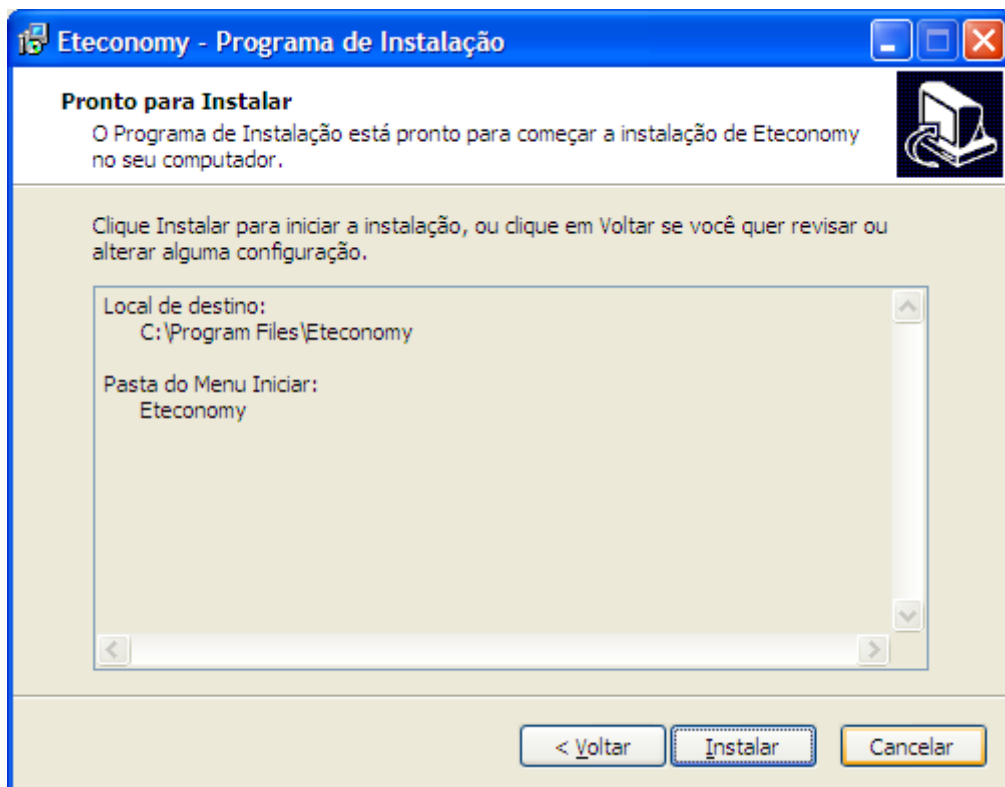 Eteconomy - Programa de Instalação
Pronto para Instalar
O Programa de Instalação está pronto para começar a instalação de Eteconomy
no seu computador.
Clique Instalar para iniciar a instalação, ou clique em Voltar se você quer revisar ou
alterar alguma configuração.
Local de destino:
C:\Program Files\Eteconomy
Pasta do Menu Iniciar:
Eteconomy
< Voltar
Instalar
Cancelar